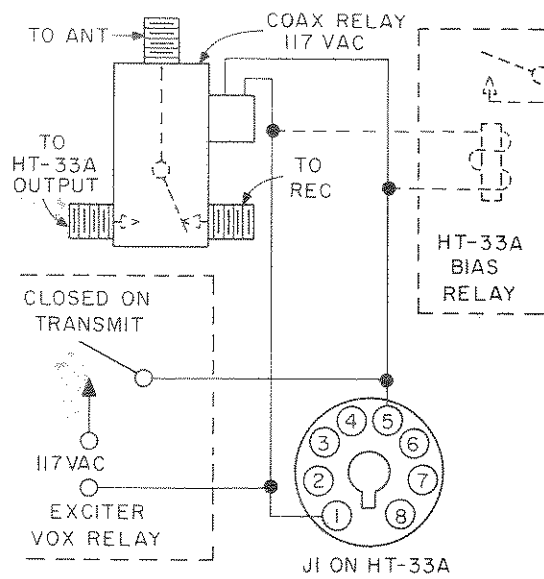 TO ANT
COAX RELAY
117 VAC
TO
HT-33A
OUTPUT
TO
REC
HT-33A
BIAS
RELAY
CLOSED ON
TRANSMIT
117VAC
EXCITER
VOX RELAY
4
5
3
6
2
7
1
8
J1 ON HT-33A